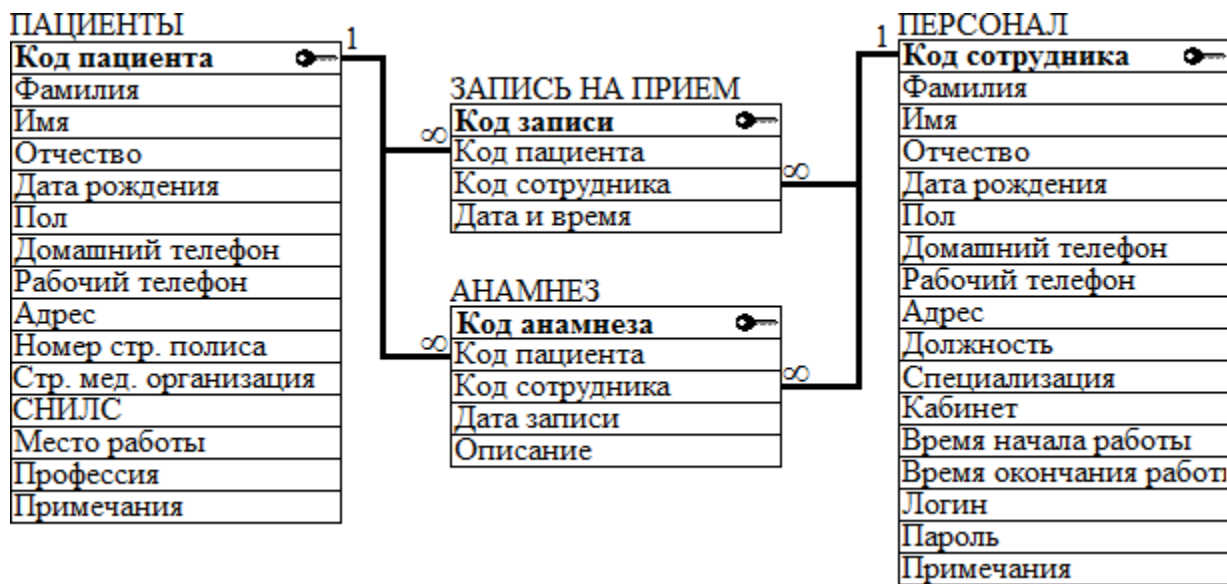 ПАЦИЕНТЫ
1
Код пациента
Фамилия
Имя
Отчество
Дата рождения
Пол
Домашний телефон
Рабочий телефон
Адрес
Номер стр. полиса
Стр. мед. организация
СНИЛС
Место работы
Профессия
Примечания
ЗАПИСЬ НА ПРИЕМ
Код записи
∞
Код пациента
∞
Код сотрудника
Дата и время
АНАМНЕЗ
Код анамнеза
∞
Код пациента
∞
Код сотрудника
Дата записи
Описание
ПЕРСОНАЛ
1
Код сотрудника
Фамилия
Имя
Отчество
Дата рождения
Пол
Домашний телефон
Рабочий телефон
Адрес
Должность
Специализация
Кабинет
Время начала работы
Время окончания работ
Логин
Пароль
Примечания